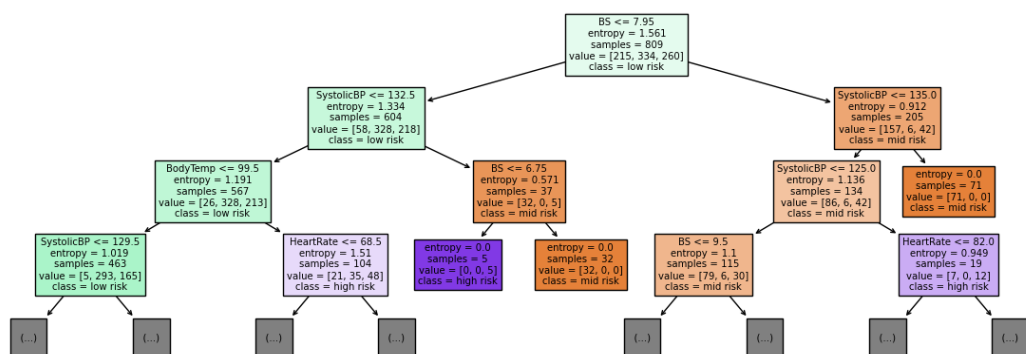 BS <= 7.95
entropy = 1.561
samples = 809
value = [215, 334, 260]
class = low risk
SystolicBP <= 132.5
entropy = 1.334
samples = 604
value = [58, 328, 218]
class = low risk
SystolicBP <= 135.0
entropy = 0.912
samples = 205
value = [157, 6, 42]
class = mid risk
BodyTemp <= 99.5
entropy = 1.191
samples = 567
value = [26, 328, 213]
class = low risk
BS <= 6.75
entropy = 0.571
samples = 37
value = [32, 0, 5]
class = mid risk
SystolicBP <= 125.0
entropy = 1.136
samples = 134
value = [86, 6, 42]
class = mid risk
entropy = 0.0
samples = 71
value = [71, 0, 0]
class = mid risk
SystolicBP <= 129.5
entropy = 1.019
samples = 463
value = [5, 293, 165]
class = low risk
HeartRate <= 68.5
entropy = 1.51
samples = 104
value = [21, 35, 48]
class = high risk
entropy = 0.0
samples = 5
value = [0, 0, 5]
class = high risk
entropy = 0.0
samples = 32
value = [32, 0, 0]
class = mid risk
BS <= 9.5
entropy = 1.1
samples = 115
value = [79, 6, 30]
class = mid risk
HeartRate <= 82.0
entropy = 0.949
samples = 19
value = [7, 0, 12]
class = high risk
(...)
(...)
(...)
(...)
(...)
(...)
(...)
(...)